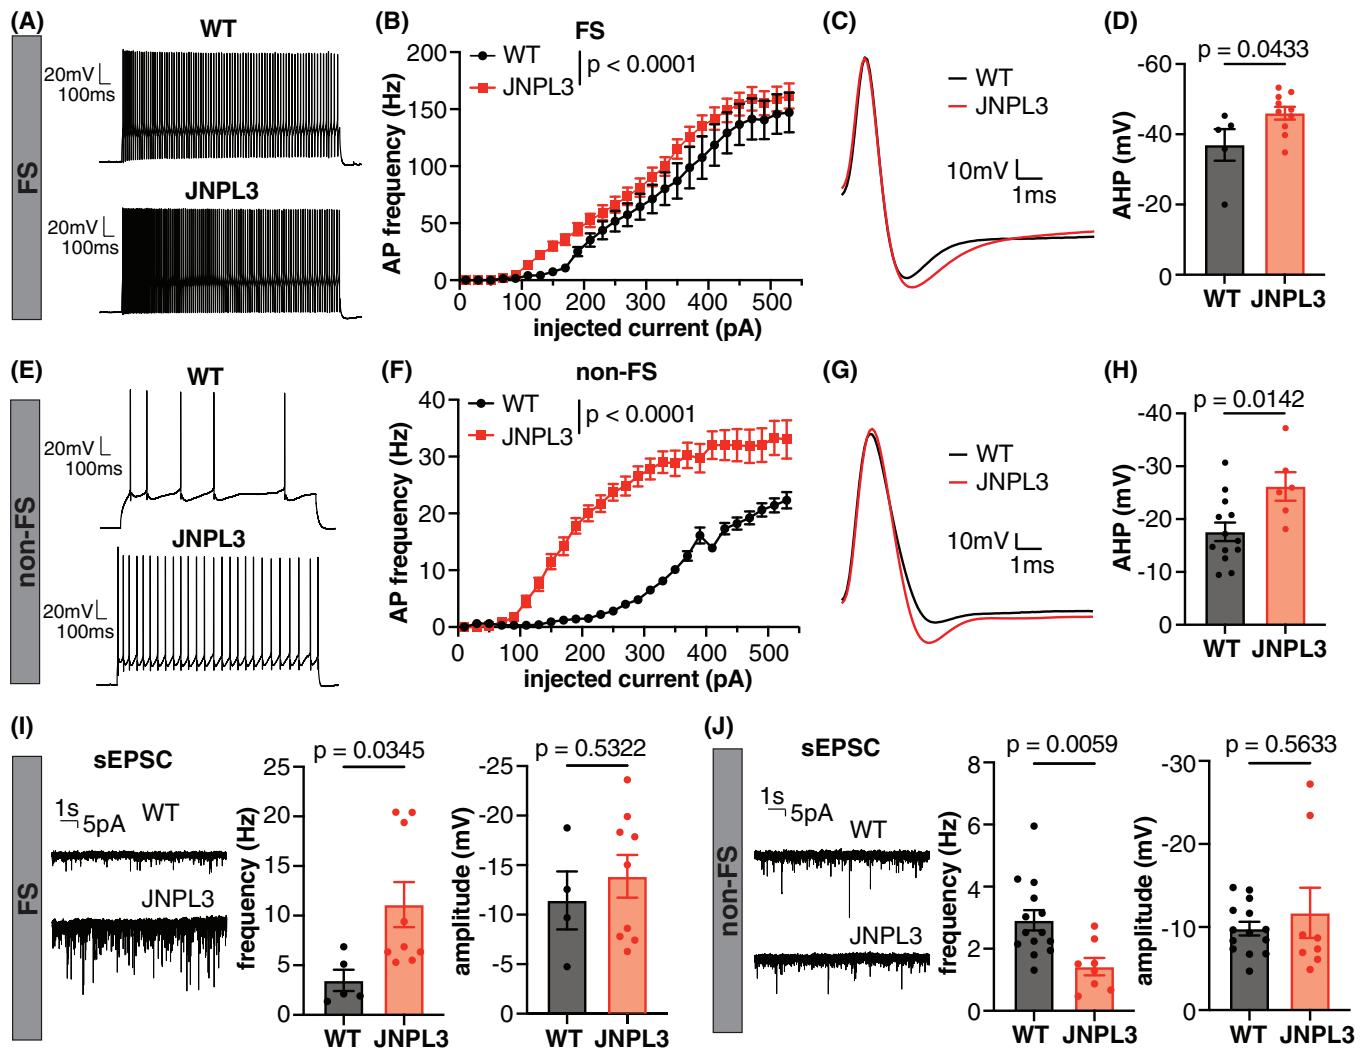 (A)
WT
20mV
100ms
JNPL3
20mV
100ms
FS
(B)
FS
WT
JNPL3
p < 0.0001
AP frequency (Hz)
200
150
100
50
0
0 100 200 300 400 500
injected current (pA)
(C)
WT
JNPL3
10mV
1ms
(D)
p = 0.0433
AHP (mV)
-60
-40
-20
0
WT JNPL3
(E)
WT
20mV
100ms
JNPL3
20mV
100ms
non-FS
(F)
non-FS
WT
JNPL3
p < 0.0001
AP frequency (Hz)
40
30
20
10
0
0 100 200 300 400 500
injected current (pA)
(G)
WT
JNPL3
10mV
1ms
(H)
p = 0.0142
AHP (mV)
-40
-30
-20
-10
0
WT JNPL3
(I)
FS
sEPSC
1s
5pA
WT
JNPL3
p = 0.0345
frequency (Hz)
25
20
15
10
5
0
WT JNPL3
p = 0.5322
amplitude (mV)
-25
-20
-15
-10
-5
0
WT JNPL3
(J)
non-FS
sEPSC
1s
5pA
WT
JNPL3
p = 0.0059
frequency (Hz)
8
6
4
2
0
WT JNPL3
p = 0.5633
amplitude (mV)
-30
-20
-10
0
WT JNPL3